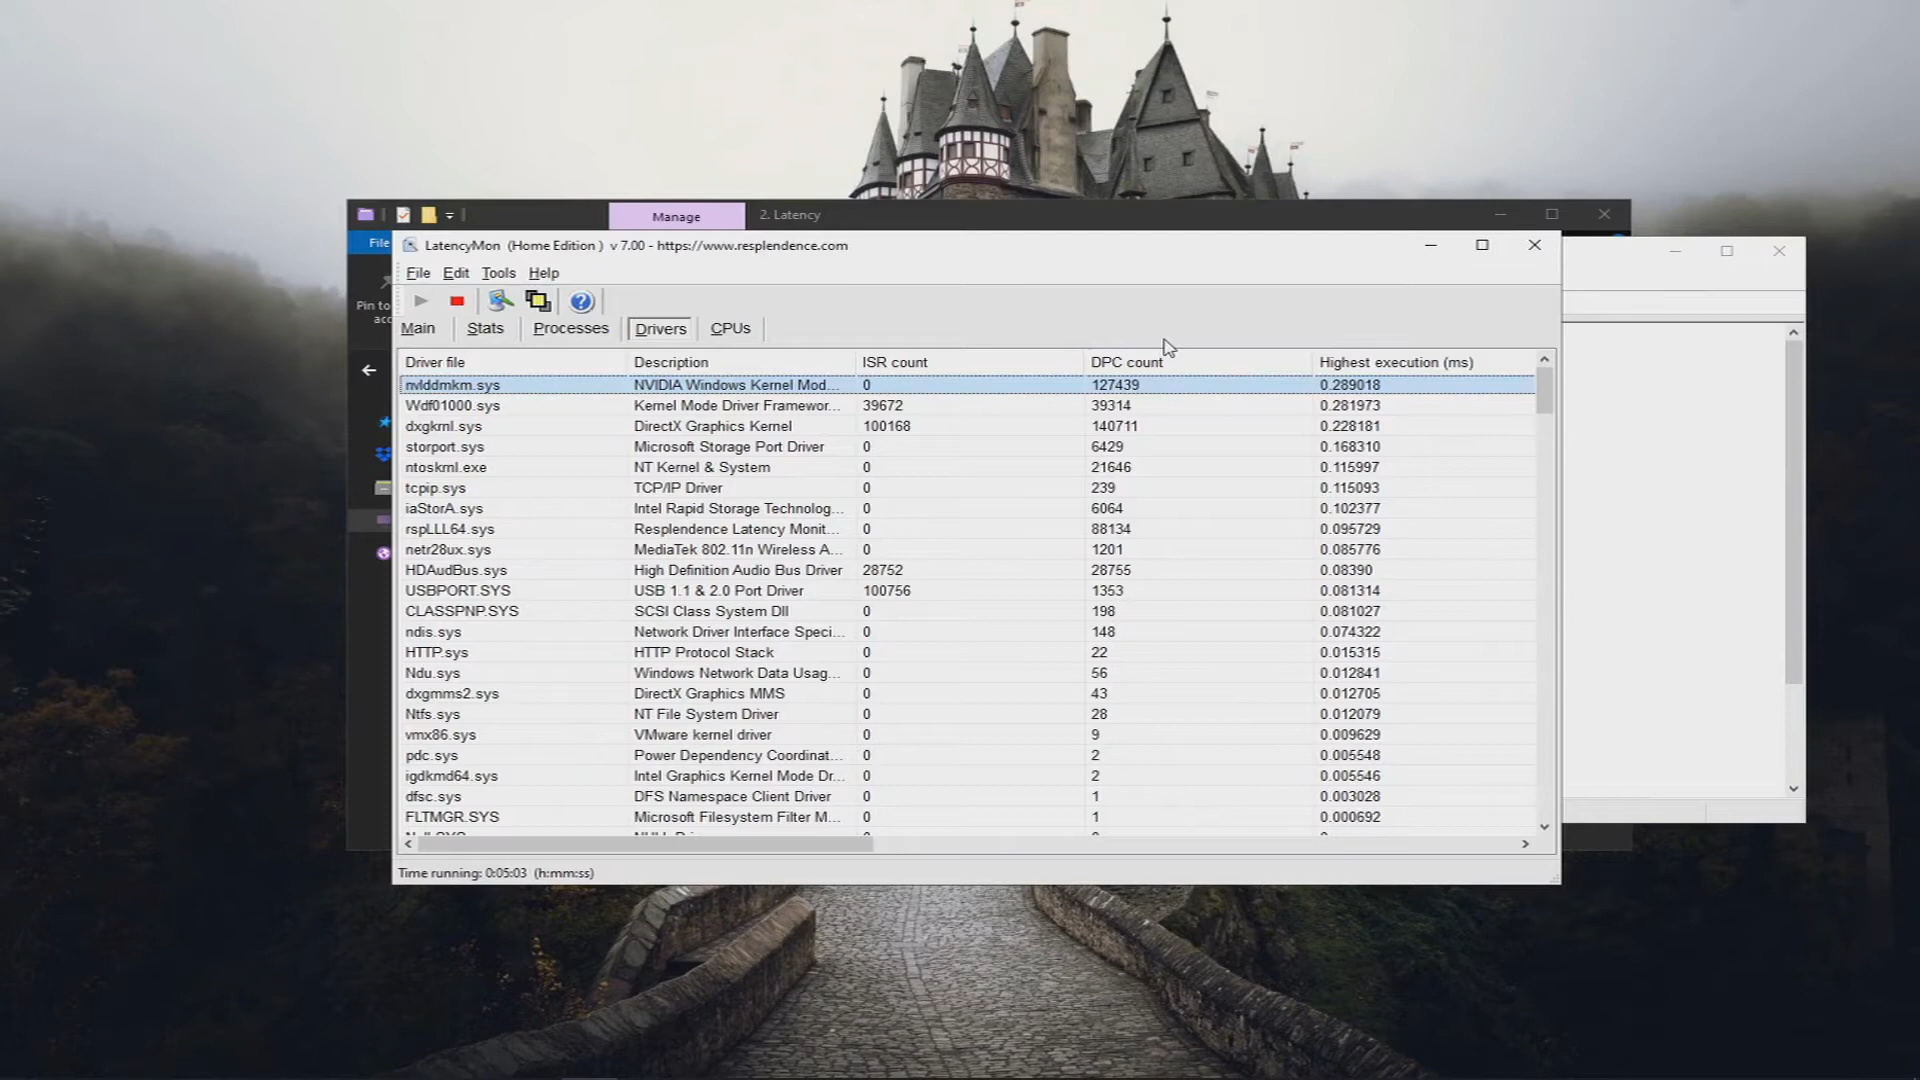 Manage
2. Latency
File
LatencyMon (Home Edition ) v 7.00 - https://www.resplendence.com
File Edit Tools Help
Pin to
acc
Main Stats Processes Drivers CPUs
Driver file Description ISR count DPC count Highest execution (ms)
nvlddmkm.sys NVIDIA Windows Kernel Mod... 0 127439 0.289018
Wdf01000.sys Kernel Mode Driver Framewor... 39672 39314 0.281973
dxgkrnl.sys DirectX Graphics Kernel 100168 140711 0.228181
storport.sys Microsoft Storage Port Driver 0 6429 0.168310
ntoskrnl.exe NT Kernel & System 0 21646 0.115997
tcpip.sys TCP/IP Driver 0 239 0.115093
iaStorA.sys Intel Rapid Storage Technolog... 0 6064 0.102377
rspLLL64.sys Resplendence Latency Monit... 0 88134 0.095729
netr28ux.sys MediaTek 802.11n Wireless A... 0 1201 0.085776
HDAudBus.sys High Definition Audio Bus Driver 28752 28755 0.08390
USBPORT.SYS USB 1.1 & 2.0 Port Driver 100756 1353 0.081314
CLASSPNP.SYS SCSI Class System Dll 0 198 0.081027
ndis.sys Network Driver Interface Speci... 0 148 0.074322
HTTP.sys HTTP Protocol Stack 0 22 0.015315
Ndu.sys Windows Network Data Usag... 0 56 0.012841
dxgmms2.sys DirectX Graphics MMS 0 43 0.012705
Ntfs.sys NT File System Driver 0 28 0.012079
vmx86.sys VMware kernel driver 0 9 0.009629
pdc.sys Power Dependency Coordinat... 0 2 0.005548
igdkmd64.sys Intel Graphics Kernel Mode Dr... 0 2 0.005546
dfsc.sys DFS Namespace Client Driver 0 1 0.003028
FLTMGR.SYS Microsoft Filesystem Filter M... 0 1 0.000692
Time running: 0:05:03 (h:mm:ss)